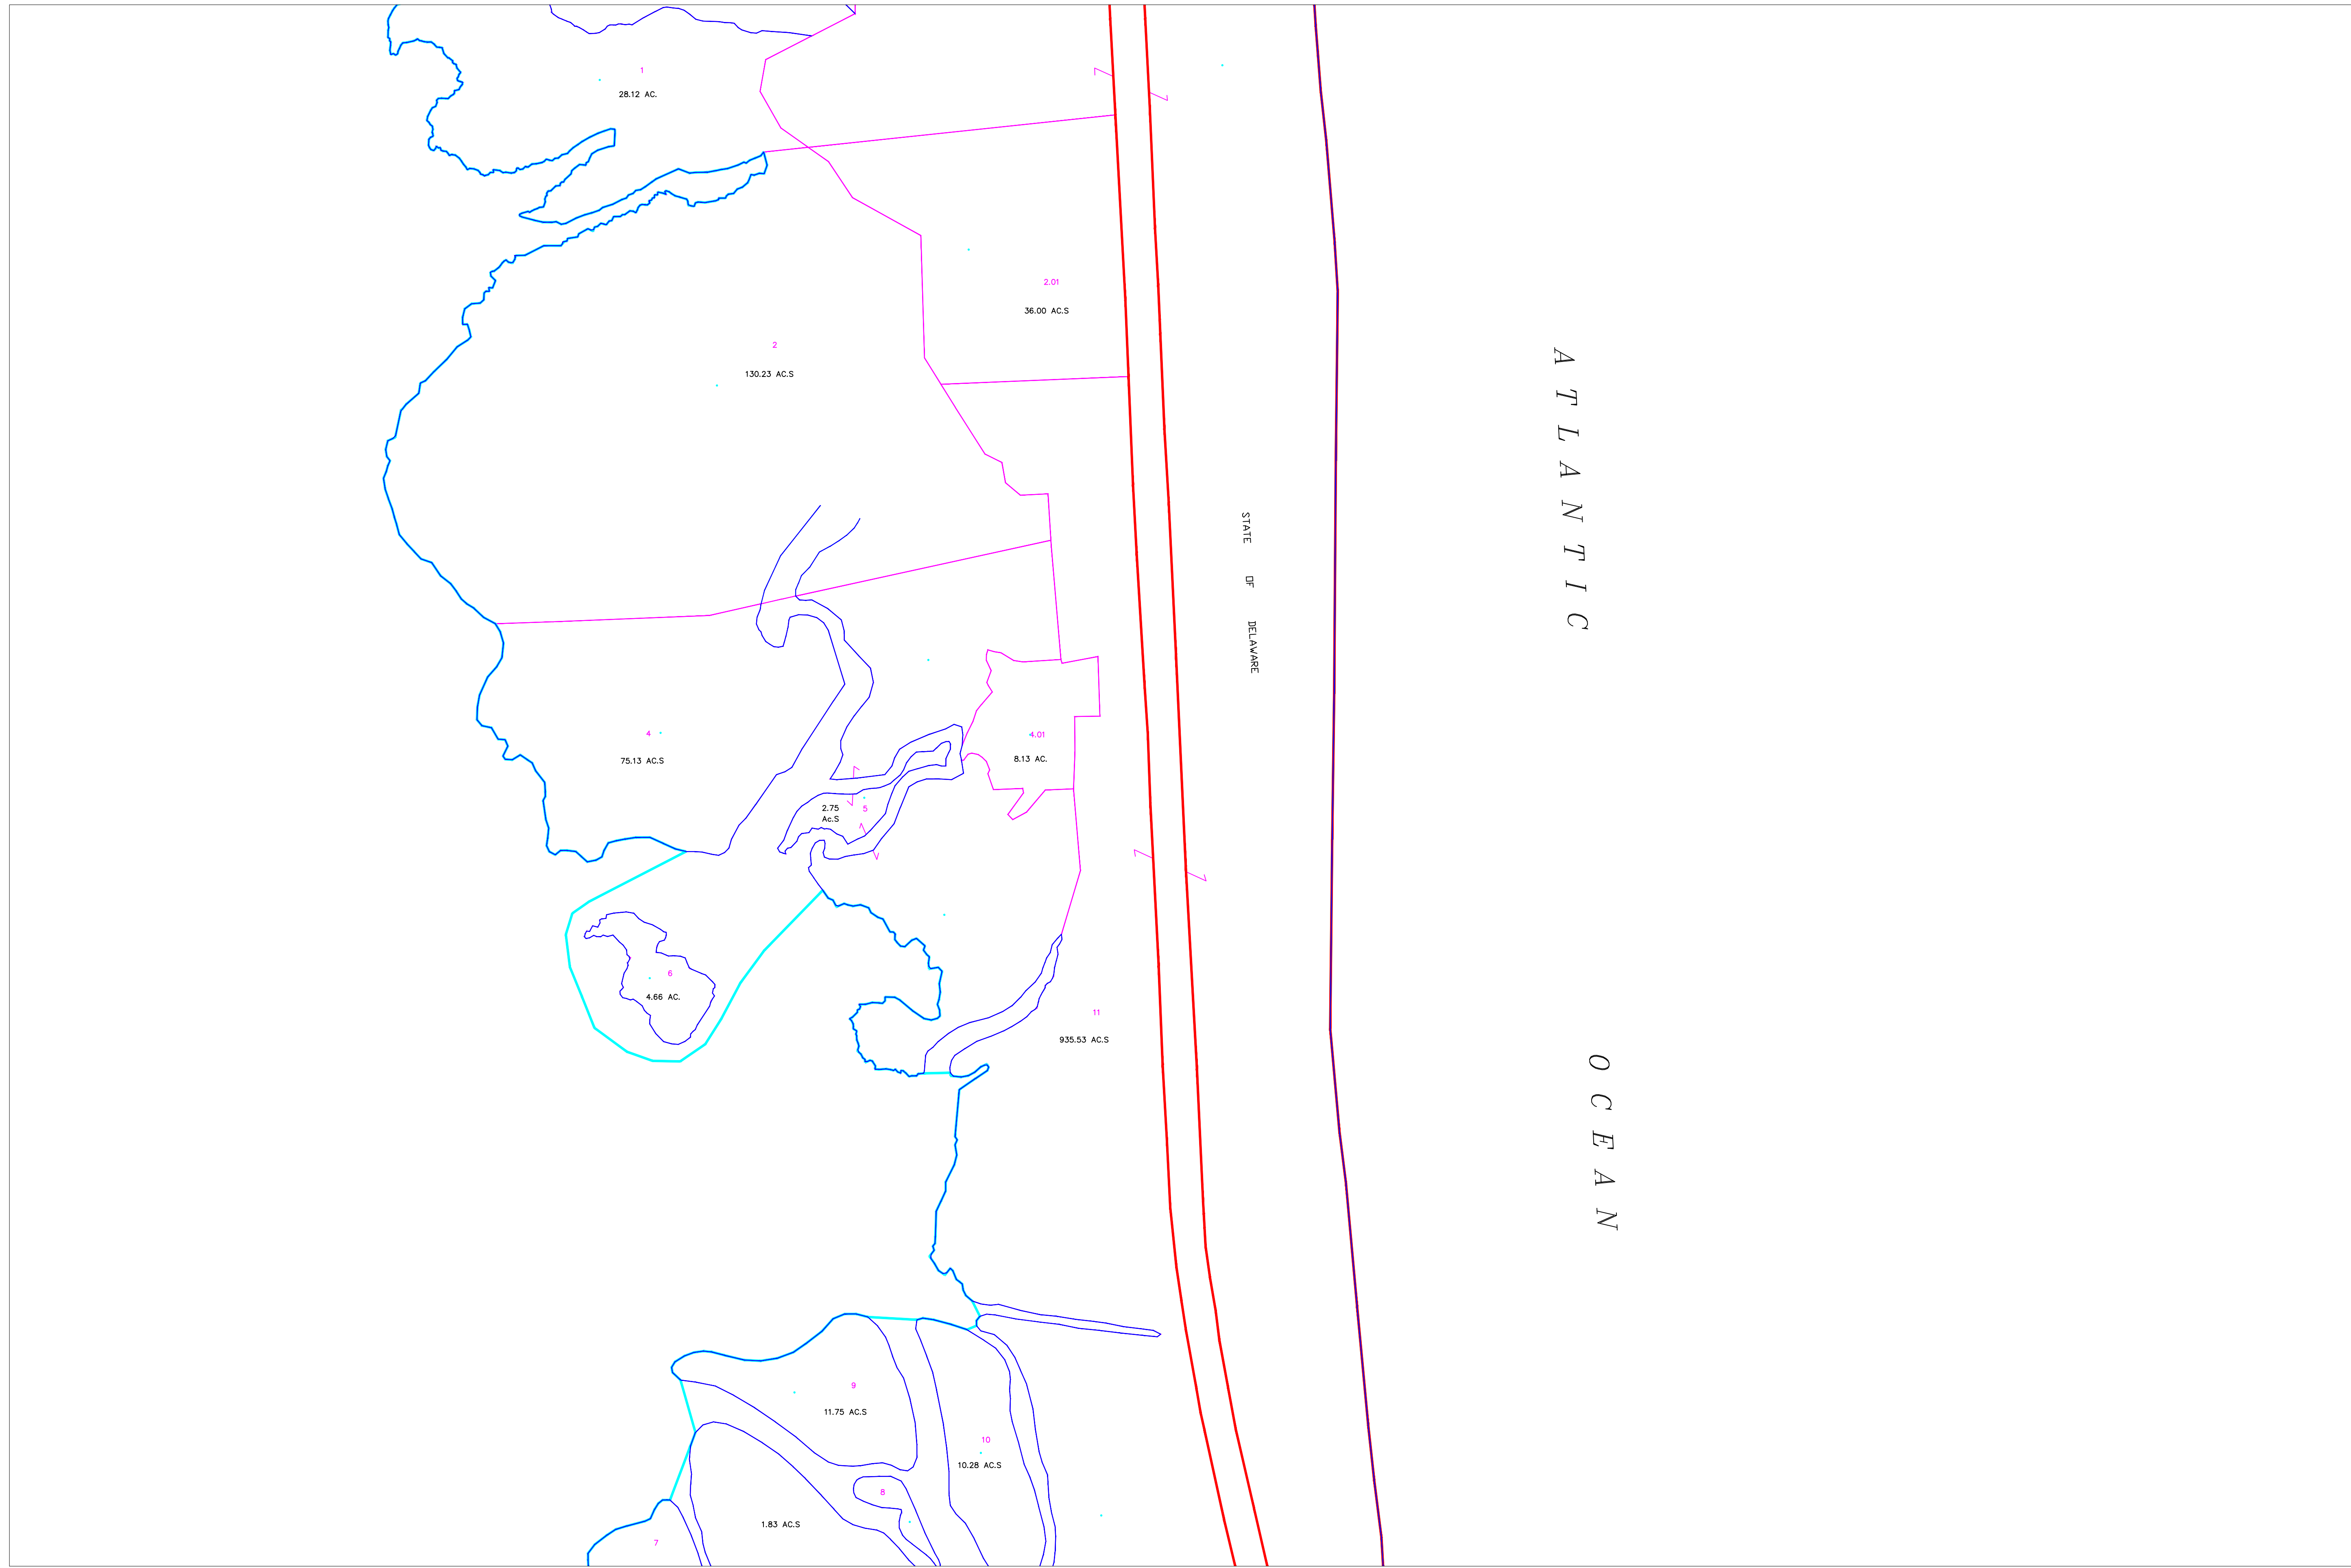 1
28.12 AC.
2.01
36.00 AC.S
2
130.23 AC.S
ATLANTIC
STATE OF DELAWARE
4
75.13 AC.S
4.01
8.13 AC.
2.75
Ac.S
5
6
4.66 AC.
11
935.53 AC.S
OCEAN
9
11.75 AC.S
10
10.28 AC.S
8
1.83 AC.S
7